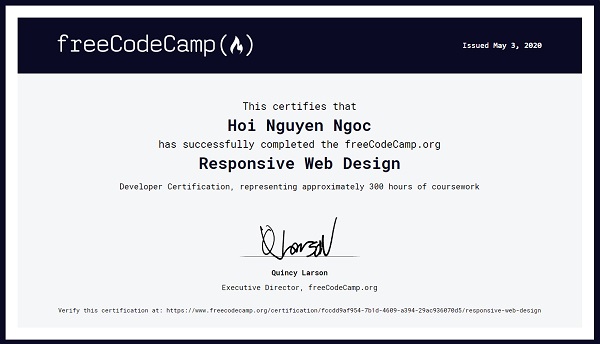 freeCodeCamp
Issued May 3, 2020
This certifies that
Hoi Nguyen Ngoc
has successfully completed the freeCodeCamp.org
Responsive Web Design
Developer Certification, representing approximately 300 hours of coursework
Q Larson
Quincy Larson
Executive Director, freeCodeCamp.org
Verify this certification at: https://www.freecodecamp.org/certification/fccdd9af954-7b1d-4609-a394-29ac936070d5/responsive-web-design